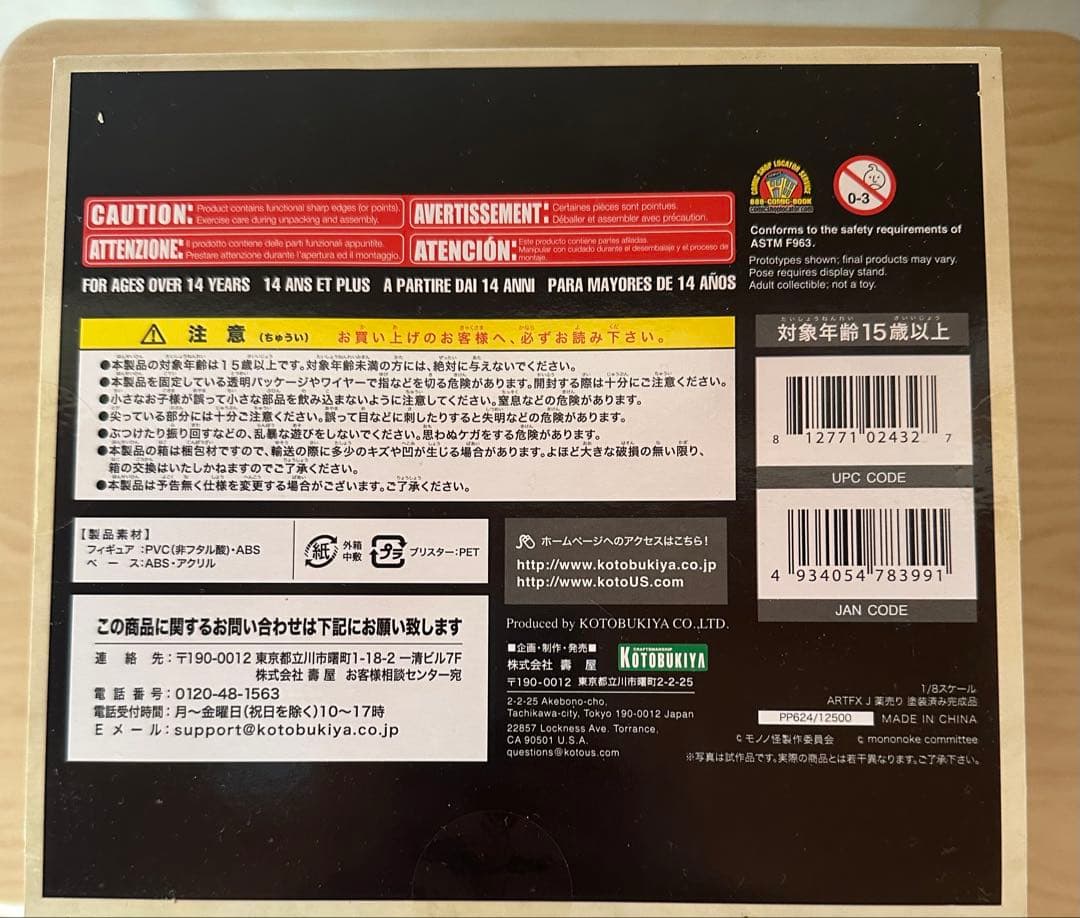 CAUTION: Product contains functional sharp edges (or points).
Exercise care during unpacking and assembly.
AVERTISSEMENT: Certaines pièces sont pointues.
Déballer et assembler avec précaution.
ATTENZIONE: Il prodotto contiene delle parti funzionali appuntite.
Prestare attenzione durante l'apertura ed il montaggio.
ATENCIÓN: Este producto contiene partes afiladas.
Manipular con cuidado durante el desembalaje y el proceso de
montaje.
FOR AGES OVER 14 YEARS 14 ANS ET PLUS A PARTIRE DAI 14 ANNI PARA MAYORES DE 14 AÑOS
COMIC SHOP LOCATOR SERVICE
888-COMIC-BOOK
comicshoplocator.com
0-3
Conforms to the safety requirements of
ASTM F963.
Prototypes shown; final products may vary.
Pose requires display stand.
Adult collectible; not a toy.
注意 (ちゅうい) お買い上げのお客様へ、必ずお読み下さい。
●本製品の対象年齢は15歳以上です。対象年齢未満の方には、絶対に与えないでください。
●本製品を固定している透明パッケージやワイヤーで指などを切る危険があります。開封する際は十分にご注意ください。
●小さなお子様が誤って小さな部品を飲み込まないように注意してください。窒息などの危険があります。
●尖っている部分には十分ご注意ください。誤って目などに刺したりすると失明などの危険があります。
●ぶつけたり振り回すなどの、乱暴な遊びをしないでください。思わぬケガをする危険があります。
●本製品の箱は梱包材ですので、輸送の際に多少のキズや凹が生じる場合があります。よほど大きな破損の無い限り、
箱の交換はいたしかねますのでご了承ください。
●本製品は予告無く仕様を変更する場合がございます。ご了承ください。
対象年齢15歳以上
たいしょうねんれい さいいじょう
8 12771 02432 7
UPC CODE
4 934054 783991
JAN CODE
【製品素材】
フィギュア:PVC(非フタル酸)・ABS
ベース:ABS・アクリル
紙 外箱
中敷
プラ ブリスター:PET
この商品に関するお問い合わせは下記にお願い致します
連絡先:〒190-0012 東京都立川市曙町1-18-2 一清ビル7F
株式会社 壽屋 お客様相談センター宛
電話番号:0120-48-1563
電話受付時間:月～金曜日(祝日を除く)10～17時
Eメール:support@kotobukiya.co.jp
ホームページへのアクセスはこちら!
http://www.kotobukiya.co.jp
http://www.kotoUS.com
Produced by KOTOBUKIYA CO.,LTD.
■企画・制作・発売■
株式会社 壽屋
CRAFTSMANSHIP
KOTOBUKIYA
〒190-0012 東京都立川市曙町2-2-25
2-2-25 Akebono-cho,
Tachikawa-city, Tokyo 190-0012 Japan
22857 Lockness Ave. Torrance,
CA 90501 U.S.A.
questions@kotous.com
1/8スケール
ARTFX J 薬売り 塗装済み完成品
PP624/12500 MADE IN CHINA
c モノノ怪製作委員会 c mononoke committee
※写真は試作品です。実際の商品とは若干異なります。ご了承下さい。